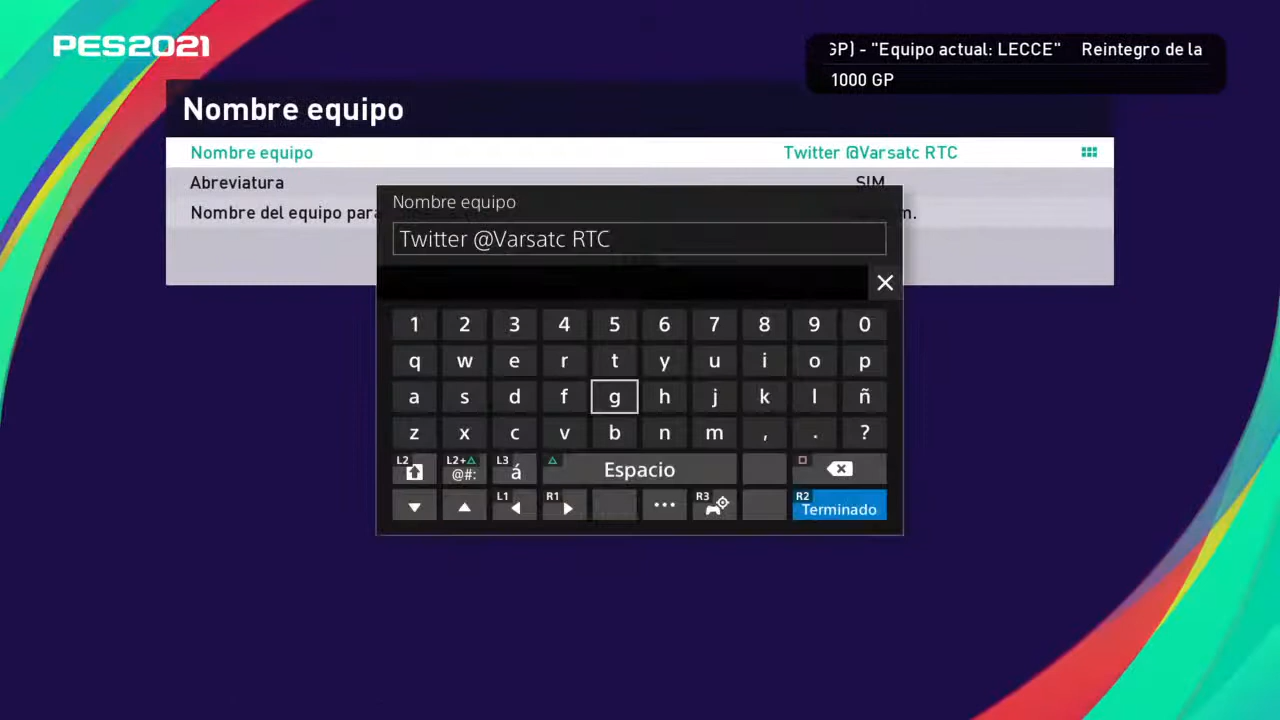 PES2021
GP) - "Equipo actual: LECCE" Reintegro de la
1000 GP
Nombre equipo
Nombre equipo Twitter @Varsatc RTC
Abreviatura SIM
Nombre del equipo para m.
Nombre equipo
Twitter @Varsatc RTC
1 2 3 4 5 6 7 8 9 0
q w e r t y u i o p
a s d f g h j k l ñ
z x c v b n m , . ?
L2 L2+△ @#: L3 á △ Espacio □
L1 R1 ... R3 R2 Terminado